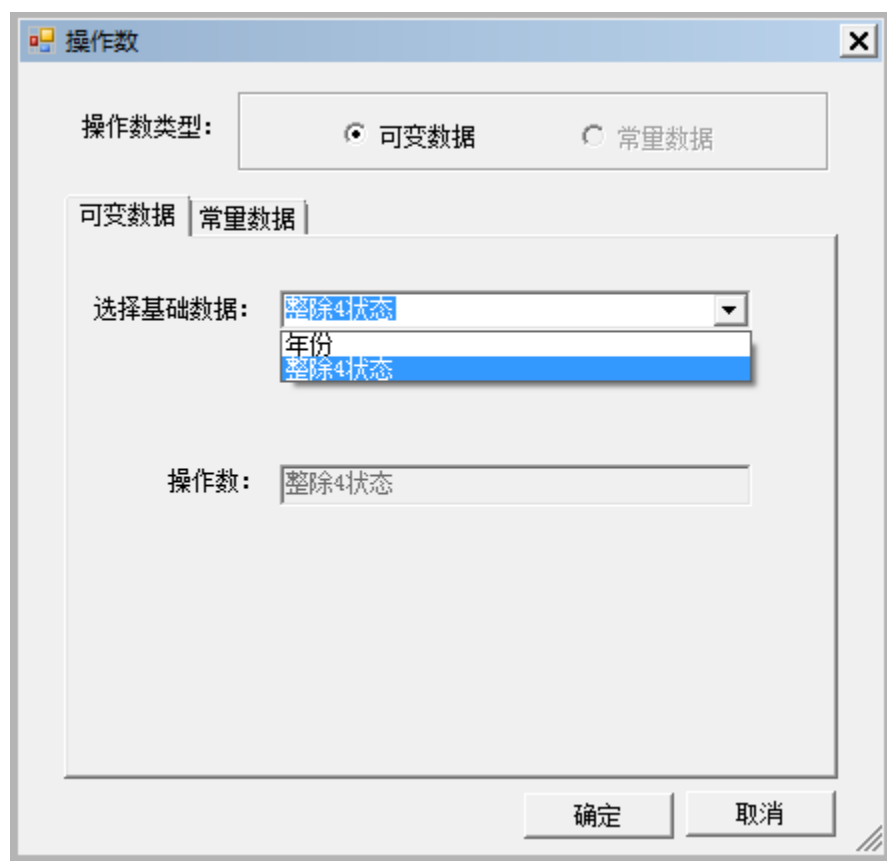 操作数
操作数类型: 可变数据 常量数据
可变数据 常量数据
选择基础数据: 整除4状态
年份
整除4状态
操作数: 整除4状态
确定 取消